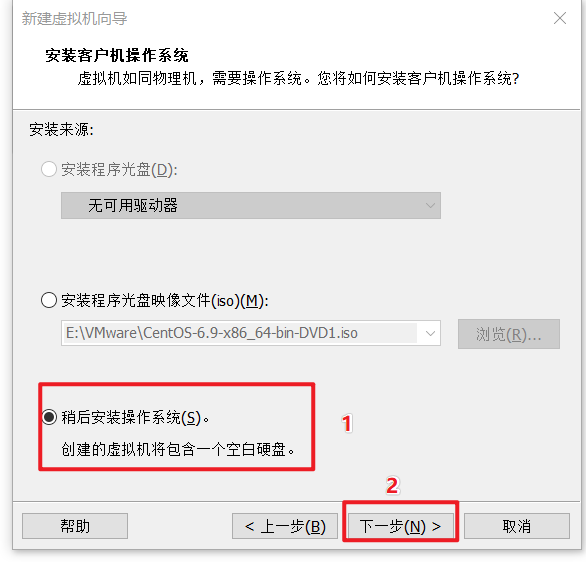 新建虚拟机向导
安装客户机操作系统
虚拟机如同物理机，需要操作系统。您将如何安装客户机操作系统?
安装来源:
安装程序光盘(D):
无可用驱动器
安装程序光盘映像文件(iso)(M):
E:\VMware\CentOS-6.9-x86_64-bin-DVD1.iso
浏览(R)...
稍后安装操作系统(S)。
1
创建的虚拟机将包含一个空白硬盘。
2
帮助
< 上一步(B)
下一步(N) >
取消